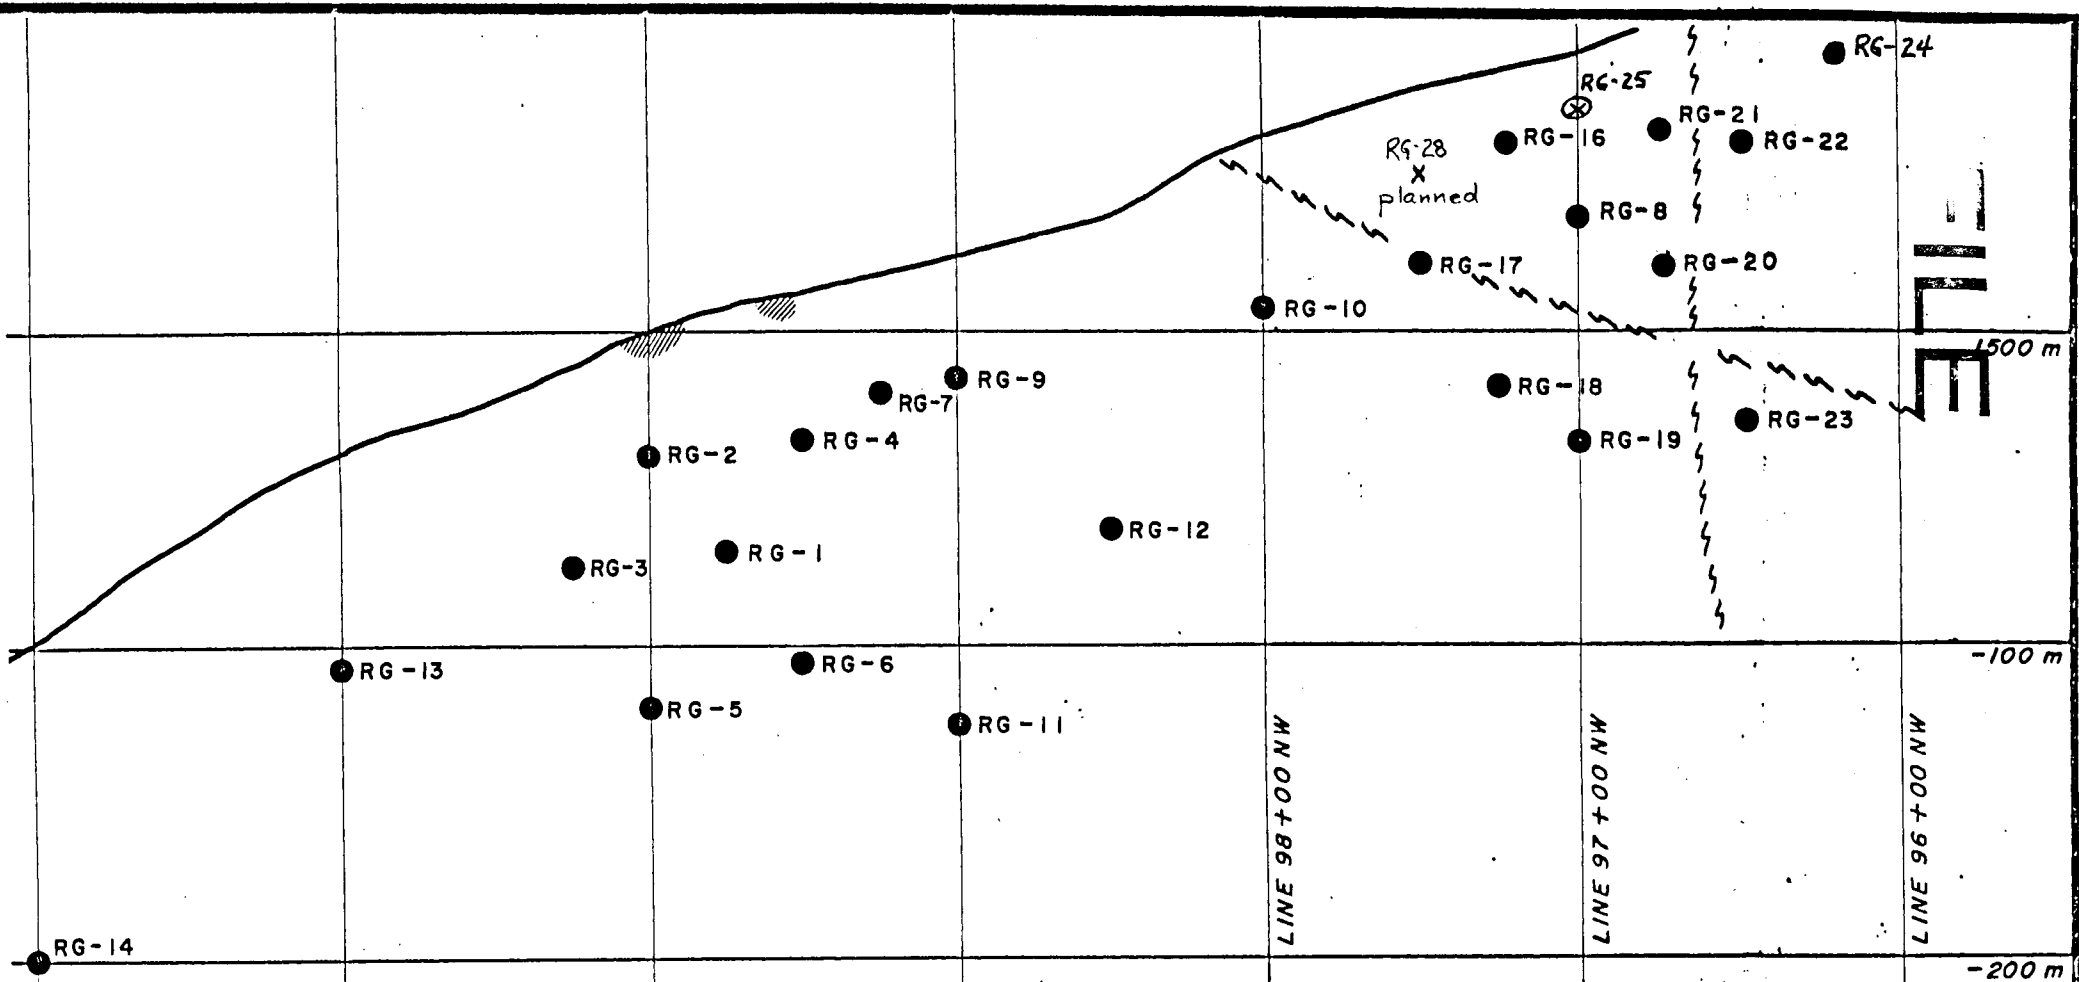 RG-24
RG-25
RG-21
RG-16
RG-22
RG-28
planned
RG-8
RG-17
RG-20
RG-10
1500 m
RG-9
RG-7
RG-18
RG-4
RG-23
RG-2
RG-19
RG-12
RG-1
RG-3
-100 m
RG-6
RG-13
RG-5
RG-11
LINE 98+00 NW
LINE 97+00 NW
LINE 96+00 NW
RG-14
-200 m